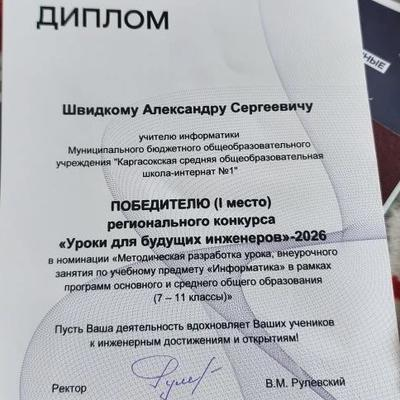 ДИПЛОМ
Швидкому Александру Сергеевичу
учителю информатики
Муниципального бюджетного общеобразовательного
учреждения "Каргасокская средняя общеобразовательная
школа-интернат №1"
ПОБЕДИТЕЛЮ (I место)
регионального конкурса
«Уроки для будущих инженеров»-2026
в номинации «Методическая разработка урока, внеурочного
занятия по учебному предмету «Информатика» в рамках
программ основного и среднего общего образования
(7 – 11 классы)»
Пусть Ваша деятельность вдохновляет Ваших учеников
к инженерным достижениям и открытиям!
Ректор
В.М. Рулевский